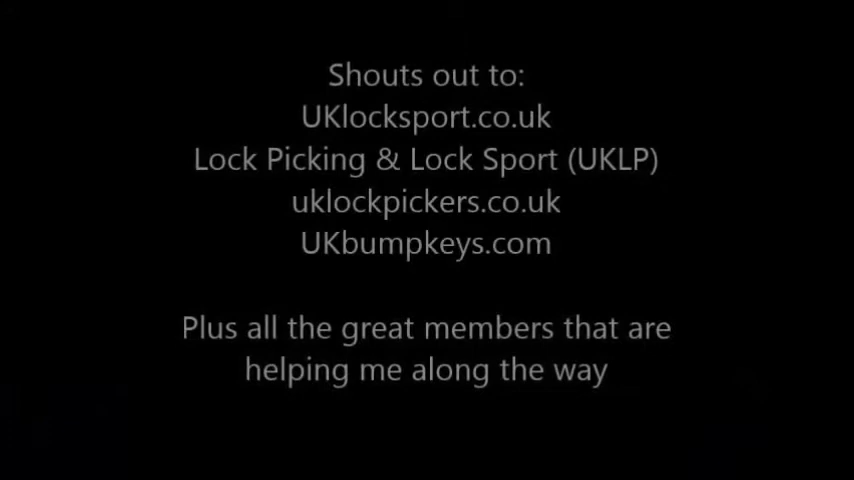 Shouts out to:
UKlocksport.co.uk
Lock Picking & Lock Sport (UKLP)
uklockpickers.co.uk
UKbumpkeys.com
Plus all the great members that are
helping me along the way